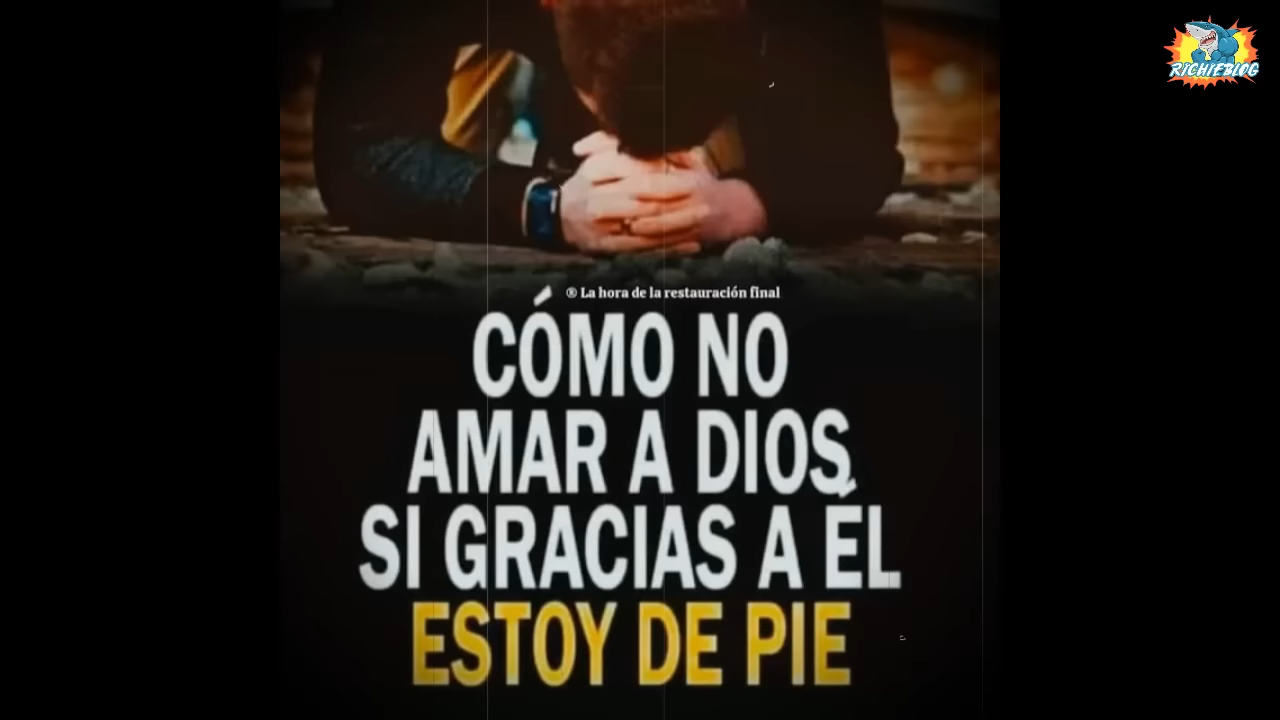 RICHIEBLOG
® La hora de la restauración final
CÓMO NO
AMAR A DIOS
SI GRACIAS A ÉL
ESTOY DE PIE